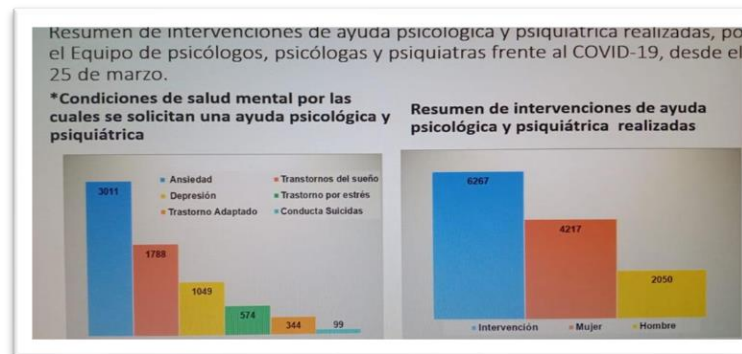 Resumen de intervenciones de ayuda psicológica y psiquiátrica realizadas, po
el Equipo de psicólogos, psicólogas y psiquiatras frente al COVID-19, desde el
25 de marzo.
*Condiciones de salud mental por las
cuales se solicitan una ayuda psicológica y
psiquiátrica
Ansiedad
Transtornos del sueño
Depresión
Trastorno por estrés
Trastorno Adaptado
Conducta Suicidas
3011
1788
1049
574
344
99
Resumen de intervenciones de ayuda
psicológica y psiquiátrica realizadas
6267
4217
2050
Intervención
Mujer
Hombre